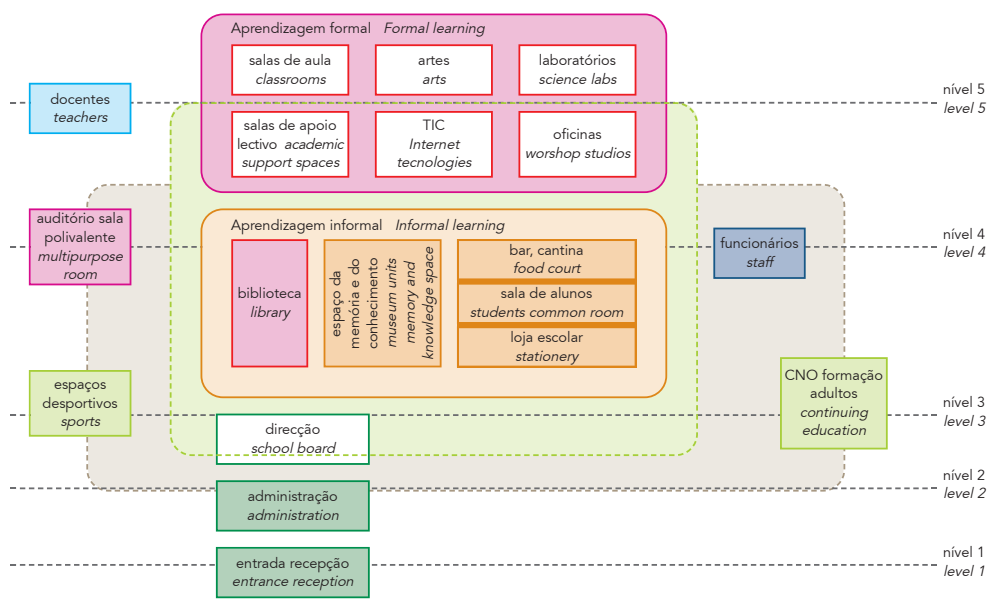 Aprendizagem formal Formal learning
salas de aula
classrooms
artes
arts
laboratórios
science labs
docentes
teachers
nível 5
level 5
salas de apoio
lectivo academic
support spaces
TIC
Internet
tecnologies
oficinas
worshop studios
auditório sala
polivalente
multipurpose
room
Aprendizagem informal Informal learning
biblioteca
library
espaço da
memória e do
conhecimento
museum units
memory and
knowledge space
bar, cantina
food court
sala de alunos
students common room
loja escolar
stationery
funcionários
staff
nível 4
level 4
espaços
desportivos
sports
CNO formação
adultos
continuing
education
nível 3
level 3
direcção
school board
nível 2
level 2
administração
administration
nível 1
level 1
entrada recepção
entrance reception